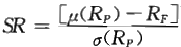 SR = [μ(R_P) − R_F] / σ(R_P)